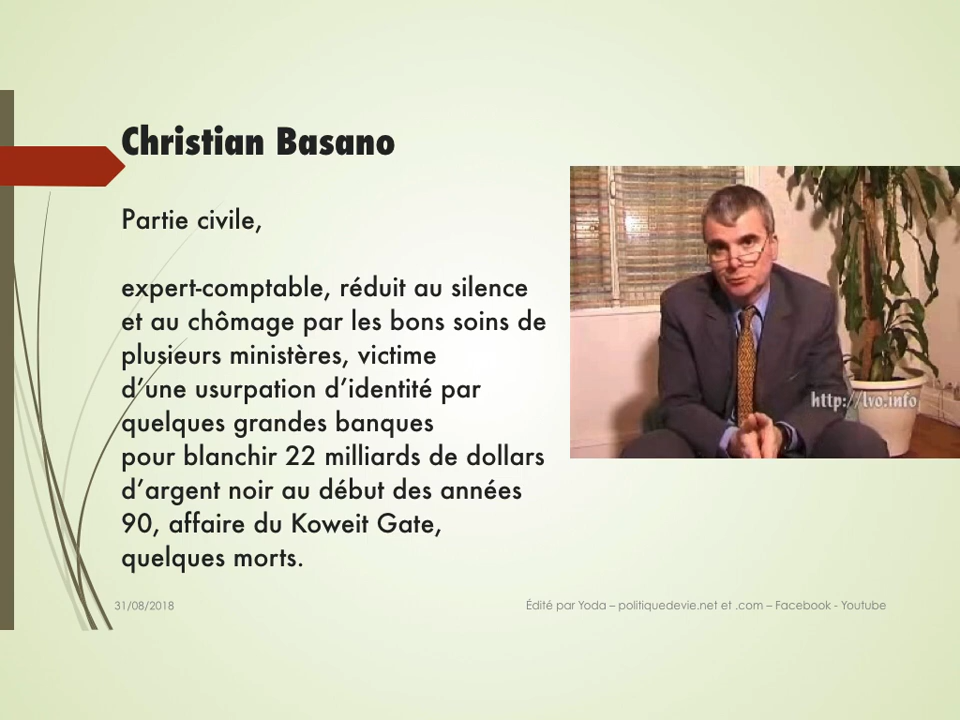 Christian Basano
Partie civile,
expert-comptable, réduit au silence
et au chômage par les bons soins de
plusieurs ministères, victime
d’une usurpation d’identité par
quelques grandes banques
pour blanchir 22 milliards de dollars
d’argent noir au début des années
90, affaire du Koweit Gate,
quelques morts.
http://lvo.info
31/08/2018
Édité par Yoda – politiquedevie.net et .com – Facebook - Youtube